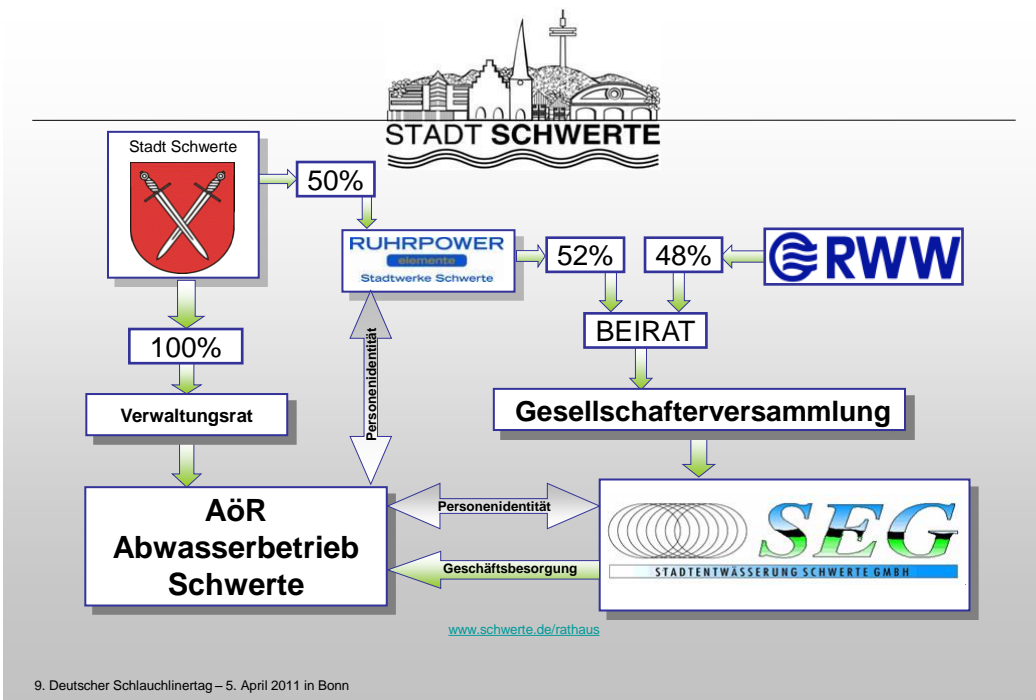 STADT SCHWERTE
Stadt Schwerte
50%
RUHRPOWER
elemente
Stadtwerke Schwerte
52%
48%
RWW
100%
BEIRAT
Verwaltungsrat
Personenidentität
Gesellschafterversammlung
AöR
Abwasserbetrieb
Schwerte
Personenidentität
Geschäftsbesorgung
SEG
STADTENTWÄSSERUNG SCHWERTE GMBH
www.schwerte.de/rathaus
9. Deutscher Schlauchlinertag – 5. April 2011 in Bonn